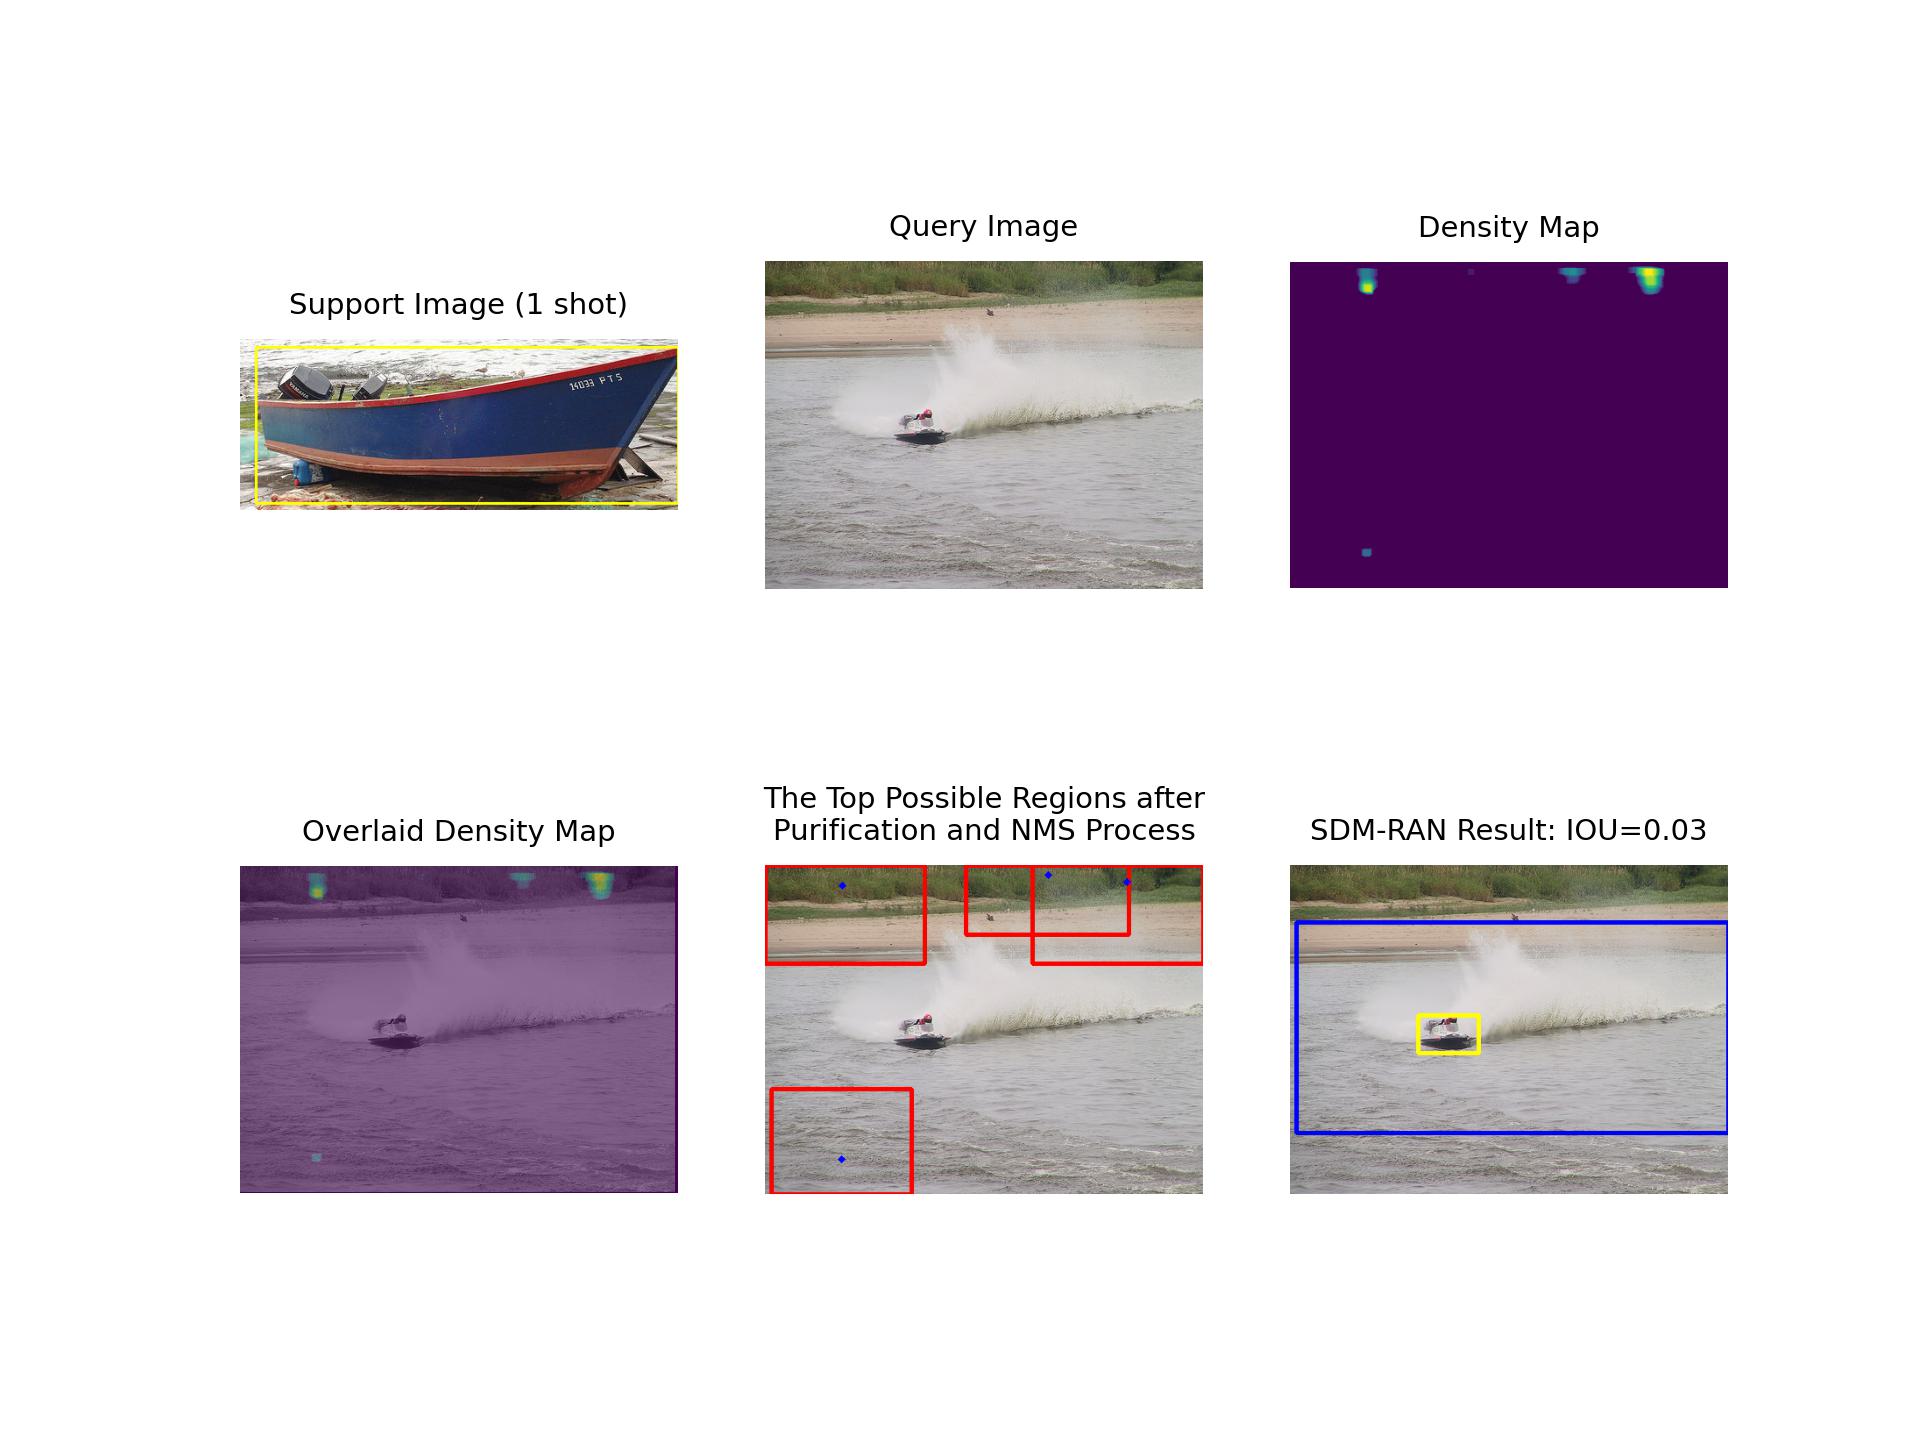 Query Image
Density Map
Support Image (1 shot)
YAMAHA
14033 PTS
The Top Possible Regions after
Purification and NMS Process
Overlaid Density Map
SDM-RAN Result: IOU=0.03